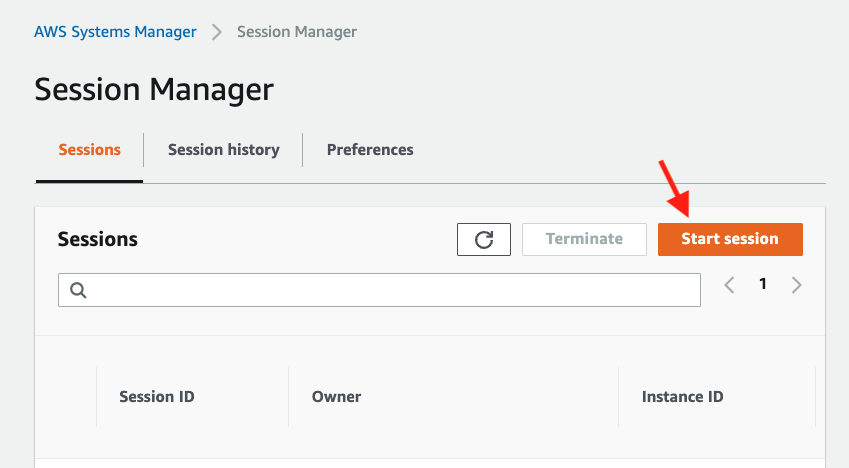 AWS Systems Manager > Session Manager
Session Manager
Sessions Session history Preferences
Sessions Terminate Start session
1
Session ID Owner Instance ID